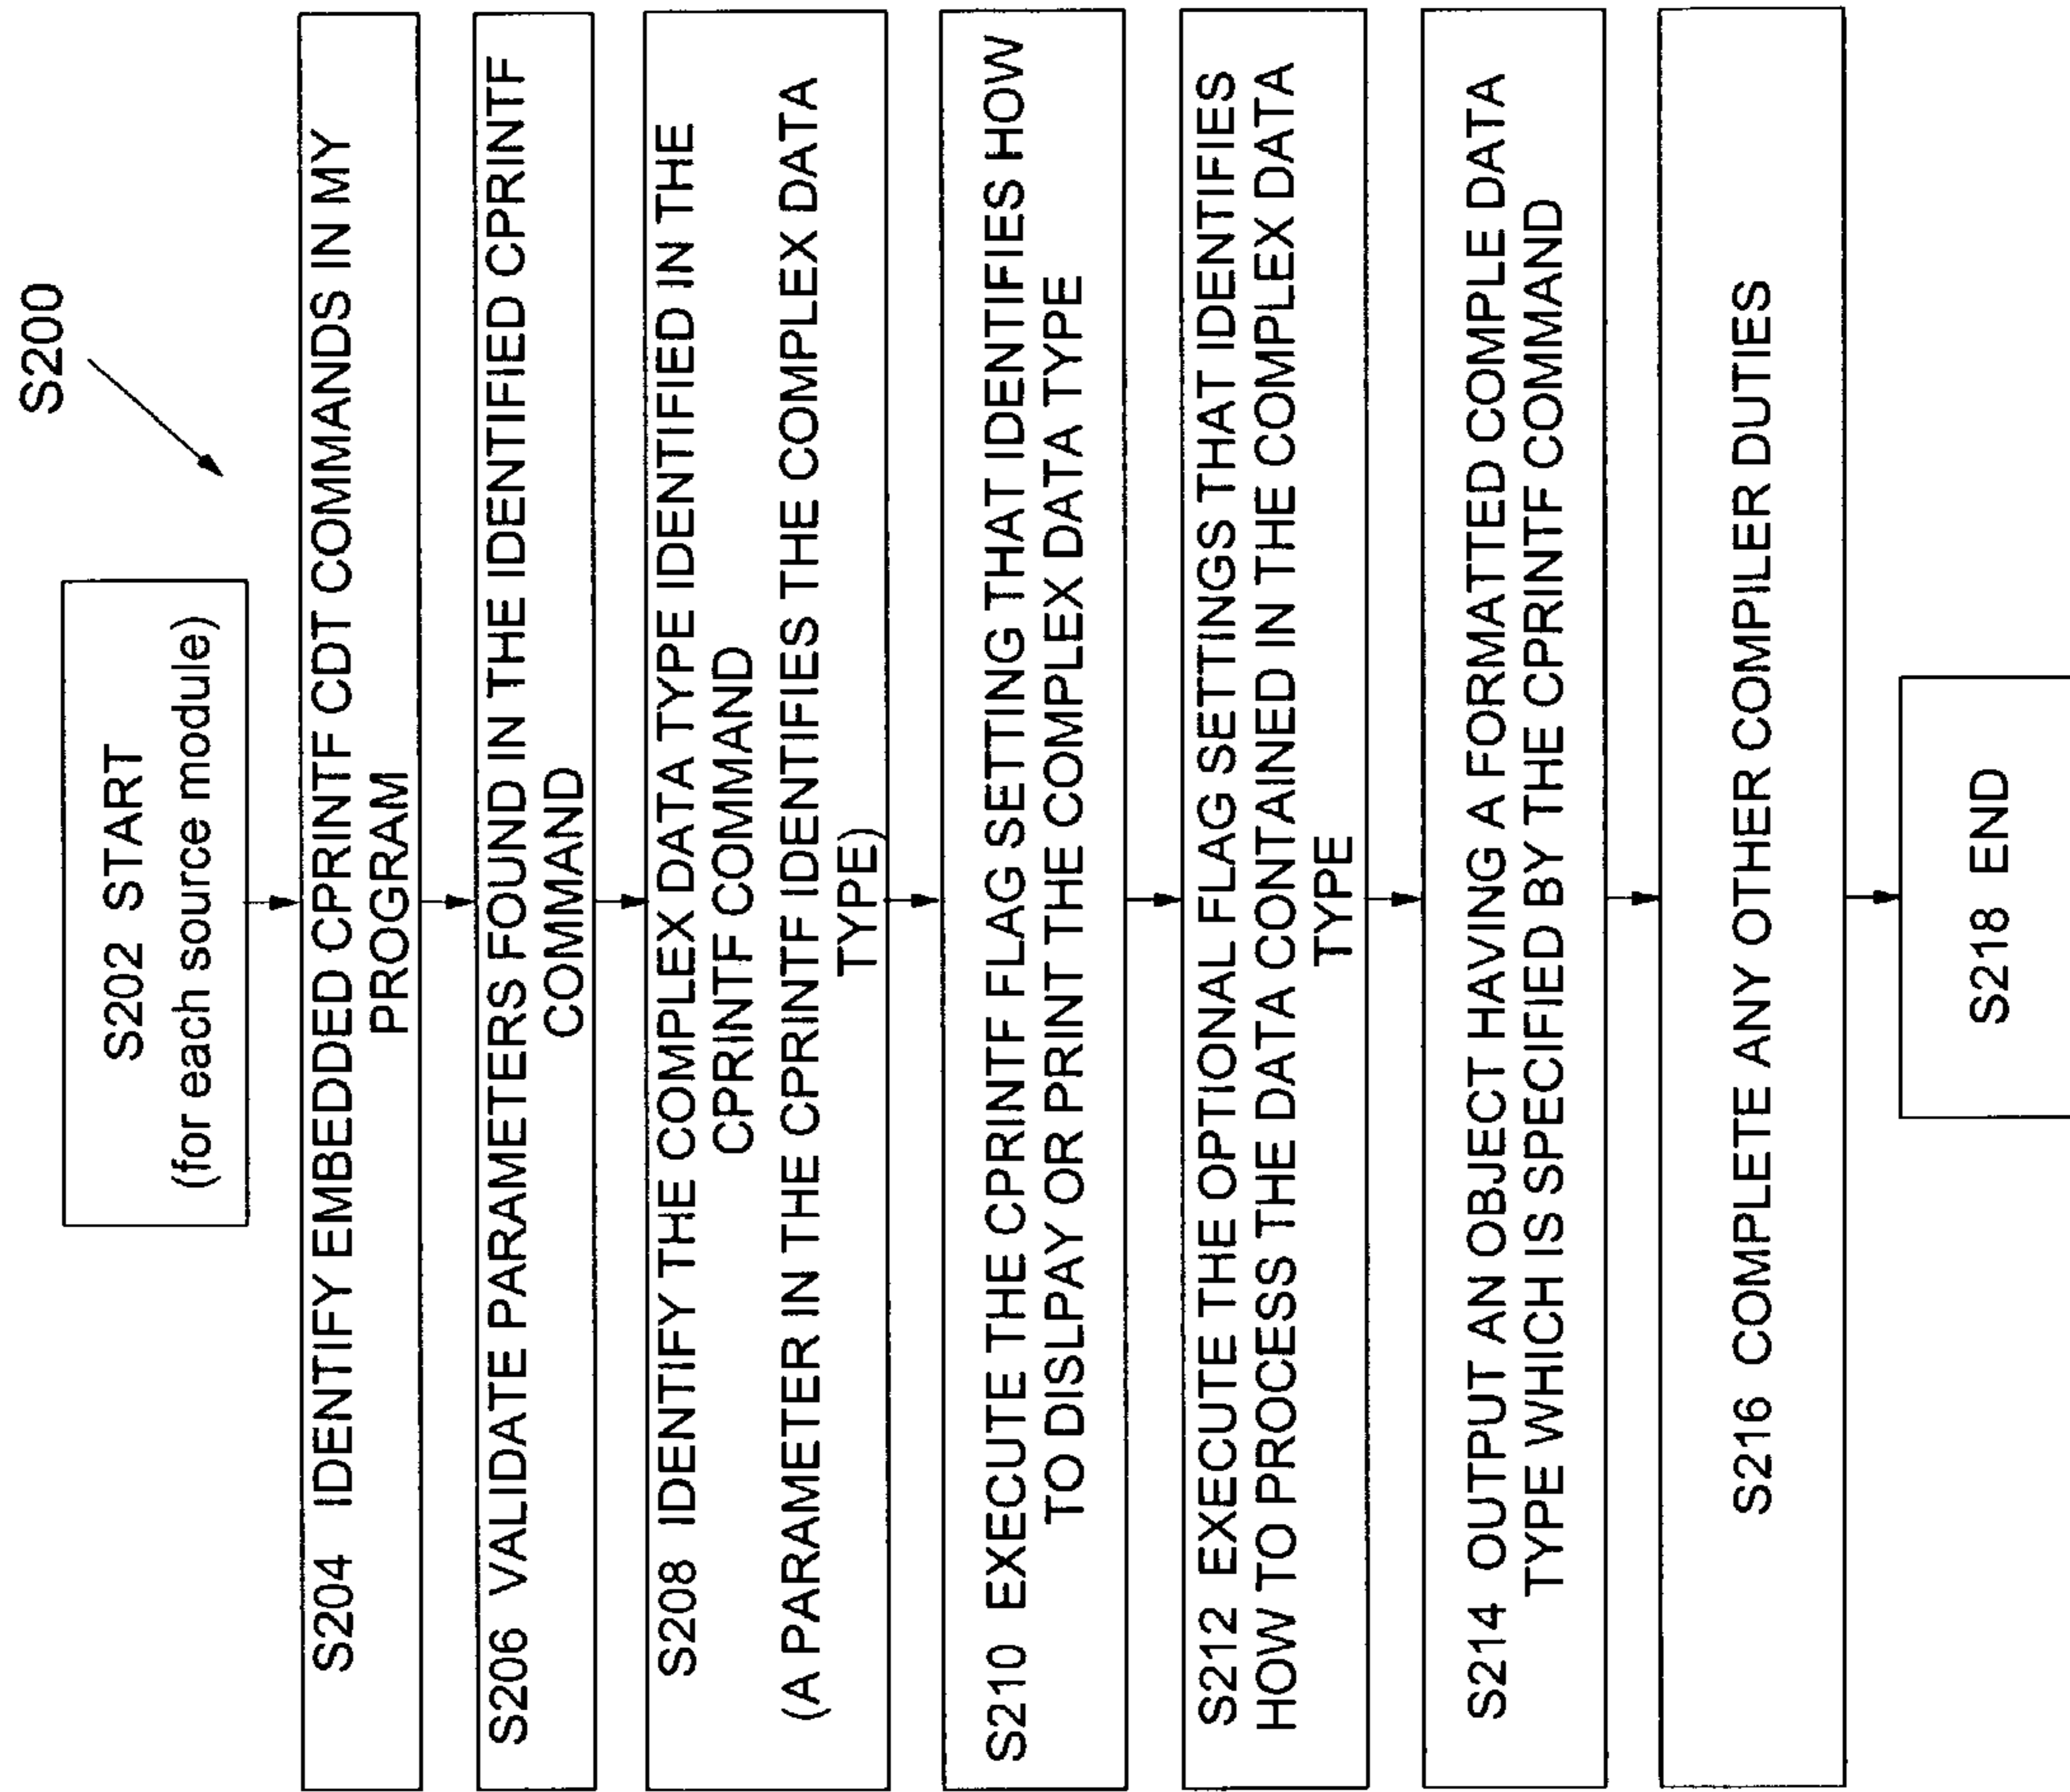 S200
S202 START
(for each source module)
S204 IDENTIFY EMBEDDED CPRINTF CDT COMMANDS IN MY
PROGRAM
S206 VALIDATE PARAMETERS FOUND IN THE IDENTIFIED CPRINTF
COMMAND
S208 IDENTIFY THE COMPLEX DATA TYPE IDENTIFIED IN THE
CPRINTF COMMAND
(A PARAMETER IN THE CPRINTF IDENTIFIES THE COMPLEX DATA
TYPE)
S210 EXECUTE THE CPRINTF FLAG SETTING THAT IDENTIFIES HOW
TO DISLPAY OR PRINT THE COMPLEX DATA TYPE
S212 EXECUTE THE OPTIONAL FLAG SETTINGS THAT IDENTIFIES
HOW TO PROCESS THE DATA CONTAINED IN THE COMPLEX DATA
TYPE
S214 OUTPUT AN OBJECT HAVING A FORMATTED COMPLE DATA
TYPE WHICH IS SPECIFIED BY THE CPRINTF COMMAND
S216 COMPLETE ANY OTHER COMPILER DUTIES
S218 END